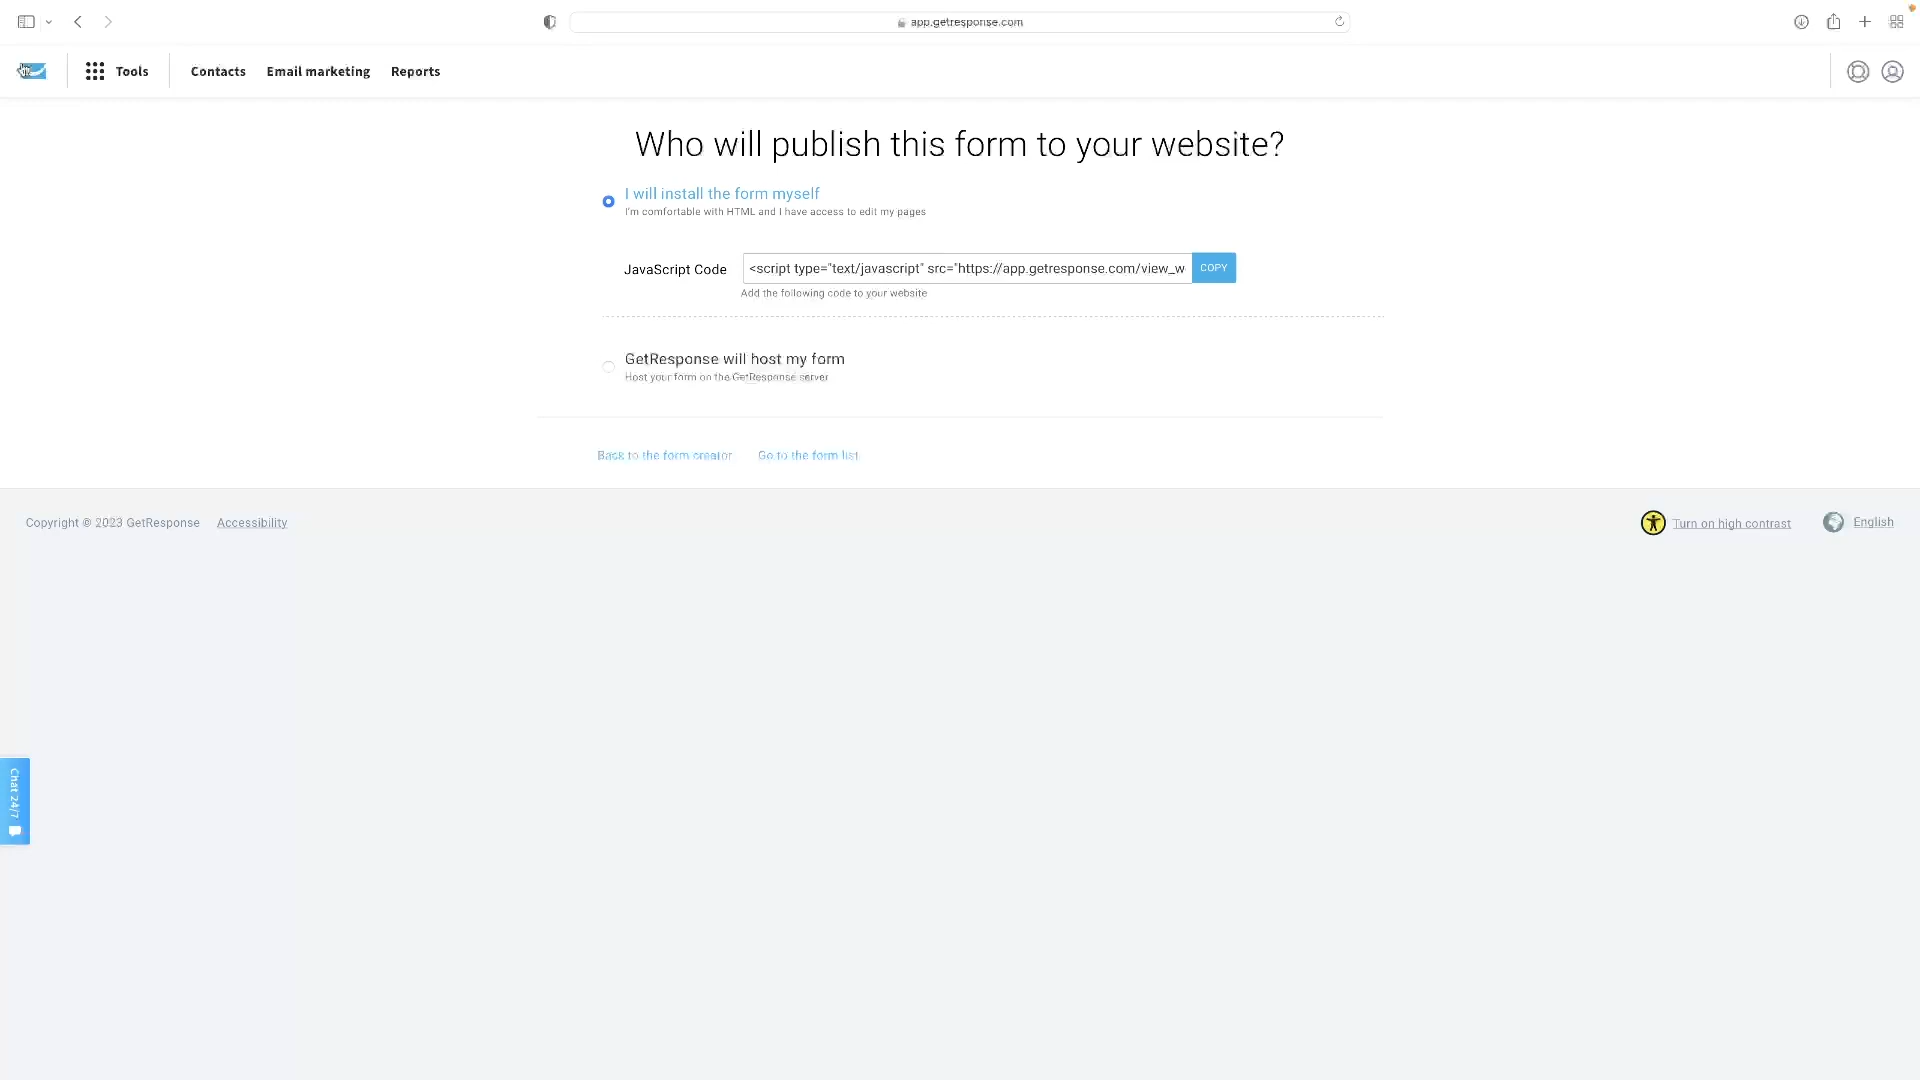 app.getresponse.com
Tools
Contacts
Email marketing
Reports
Who will publish this form to your website?
I will install the form myself
I'm comfortable with HTML and I have access to edit my pages
JavaScript Code
<script type="text/javascript" src="https://app.getresponse.com/view_w
COPY
Add the following code to your website
GetResponse will host my form
Host your form on the GetResponse server
Back to the form creator
Go to the form list
Copyright © 2023 GetResponse
Accessibility
Turn on high contrast
English
Chat 24/7